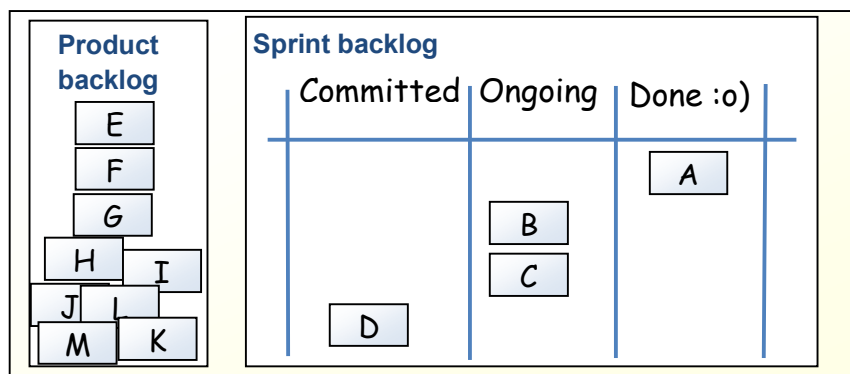 Product
backlog
E
F
G
H
I
J
L
M
K
Sprint backlog
Committed
Ongoing
Done :o)
A
B
C
D